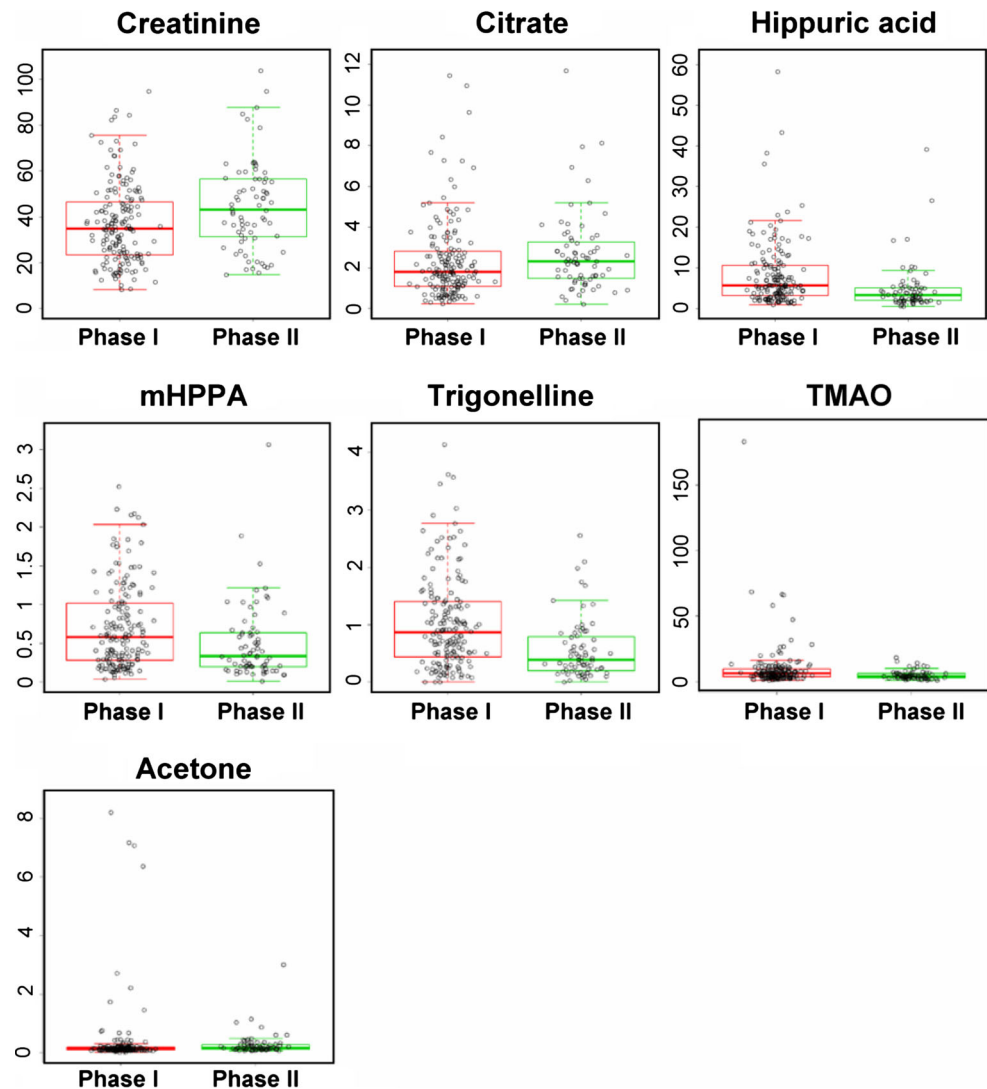 Creatinine Citrate Hippuric acid
100 80 60 40 20 0 12 10 8 6 4 2 0 60 50 40 30 20 10 0
Phase I Phase II Phase I Phase II Phase I Phase II
mHPPA Trigonelline TMAO
3 2.5 2 1.5 1 0.5 0 4 3 2 1 0 150 100 50 0
Phase I Phase II Phase I Phase II Phase I Phase II
Acetone
8 6 4 2 0
Phase I Phase II